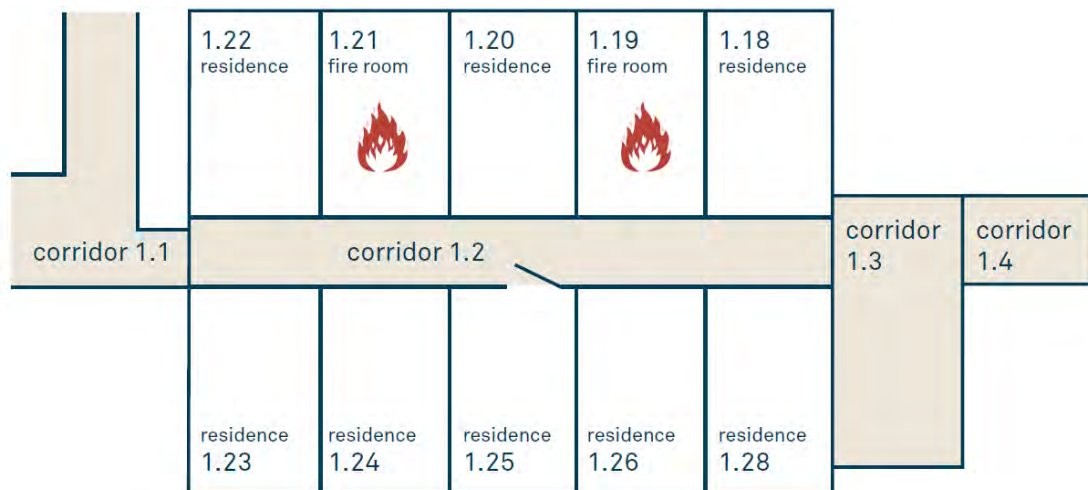 1.22
residence
1.21
fire room
1.20
residence
1.19
fire room
1.18
residence
corridor 1.1
corridor 1.2
corridor
1.3
corridor
1.4
residence
1.23
residence
1.24
residence
1.25
residence
1.26
residence
1.28